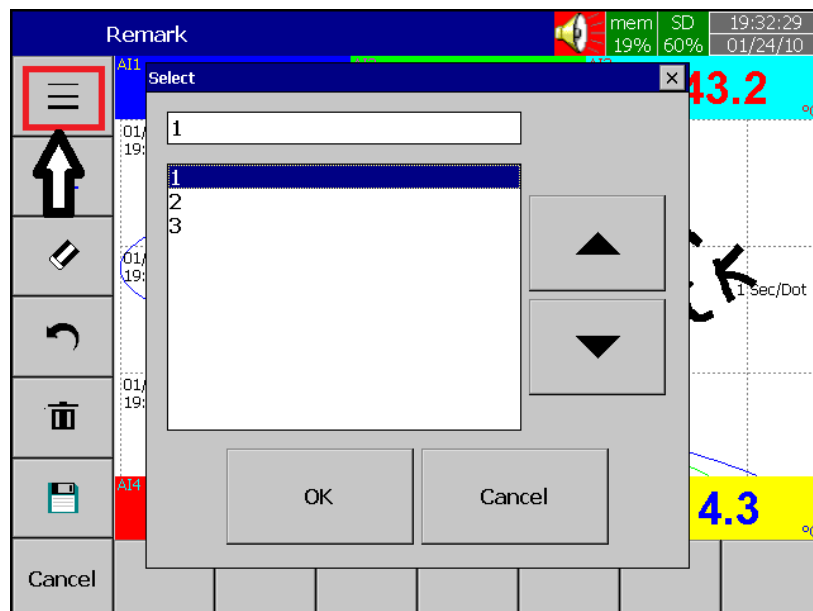 Remark
mem
19%
SD
60%
19:32:29
01/24/10
AI1
Select
43.2
1
01/
19:
1
2
3
01/
19:
1 Sec/Dot
01/
19:
AI4
OK
Cancel
4.3
Cancel